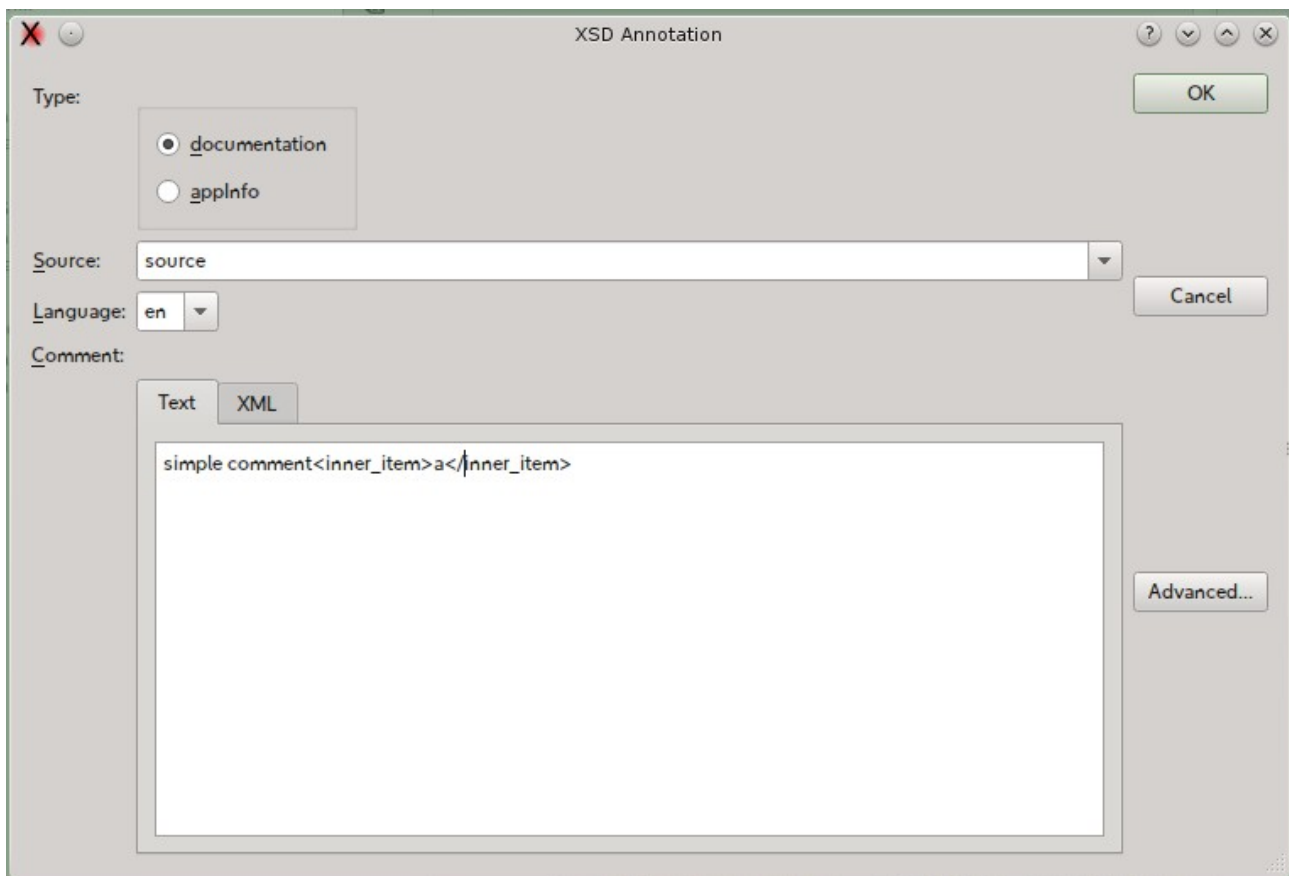 XSD Annotation
Type:
OK
documentation
appInfo
Source:
source
Cancel
Language:
en
Comment:
Text
XML
simple comment<inner_item>a</inner_item>
Advanced...